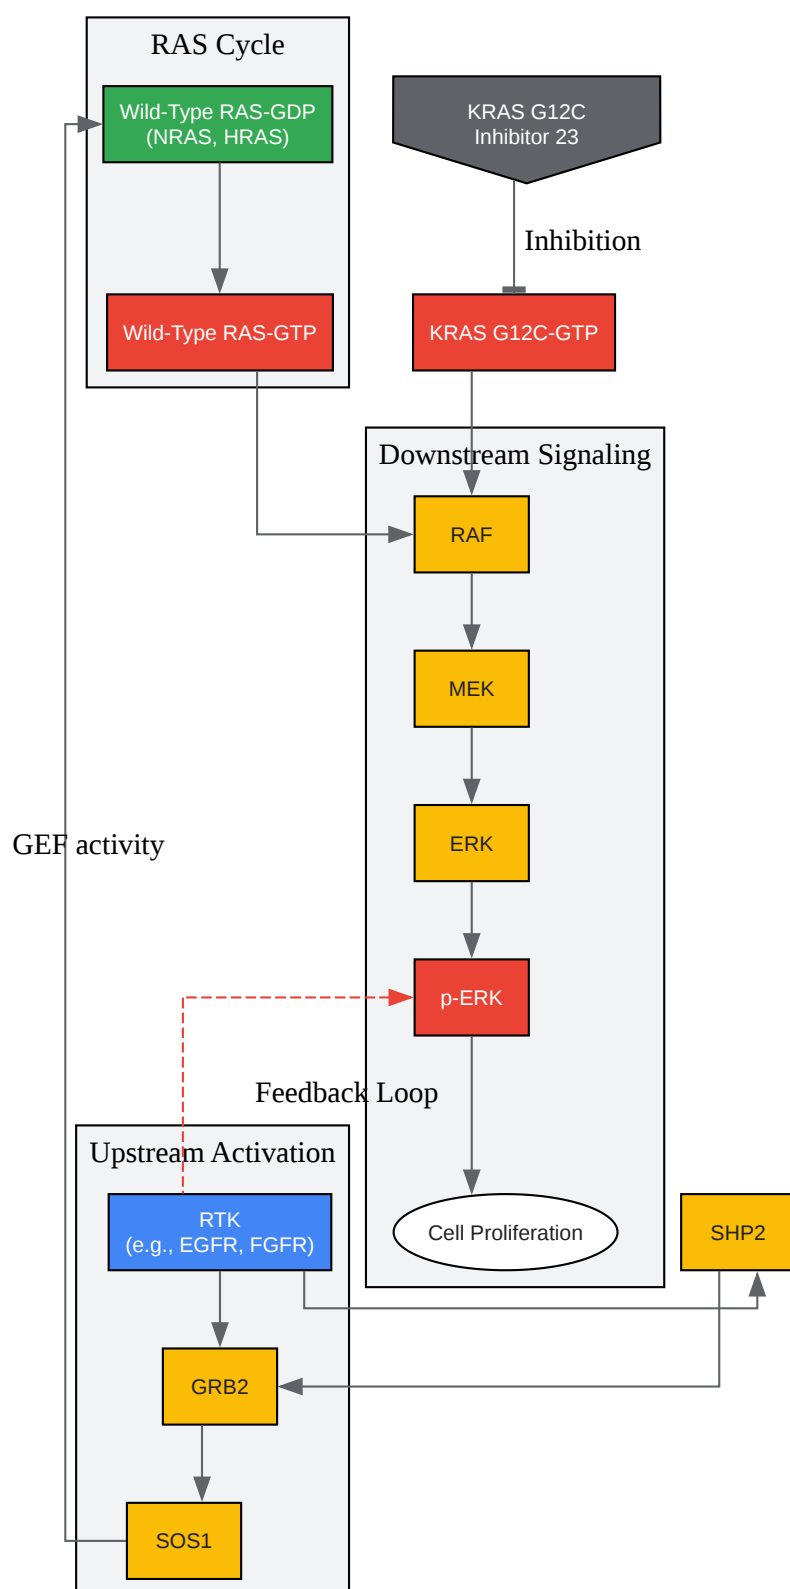 RAS Cycle
Wild-Type RAS-GDP
(NRAS, HRAS)
KRAS G12C
Inhibitor 23
Inhibition
Wild-Type RAS-GTP
KRAS G12C-GTP
Downstream Signaling
RAF
MEK
ERK
GEF activity
p-ERK
Feedback Loop
Upstream Activation
RTK
(e.g., EGFR, FGFR)
Cell Proliferation
SHP2
GRB2
SOS1